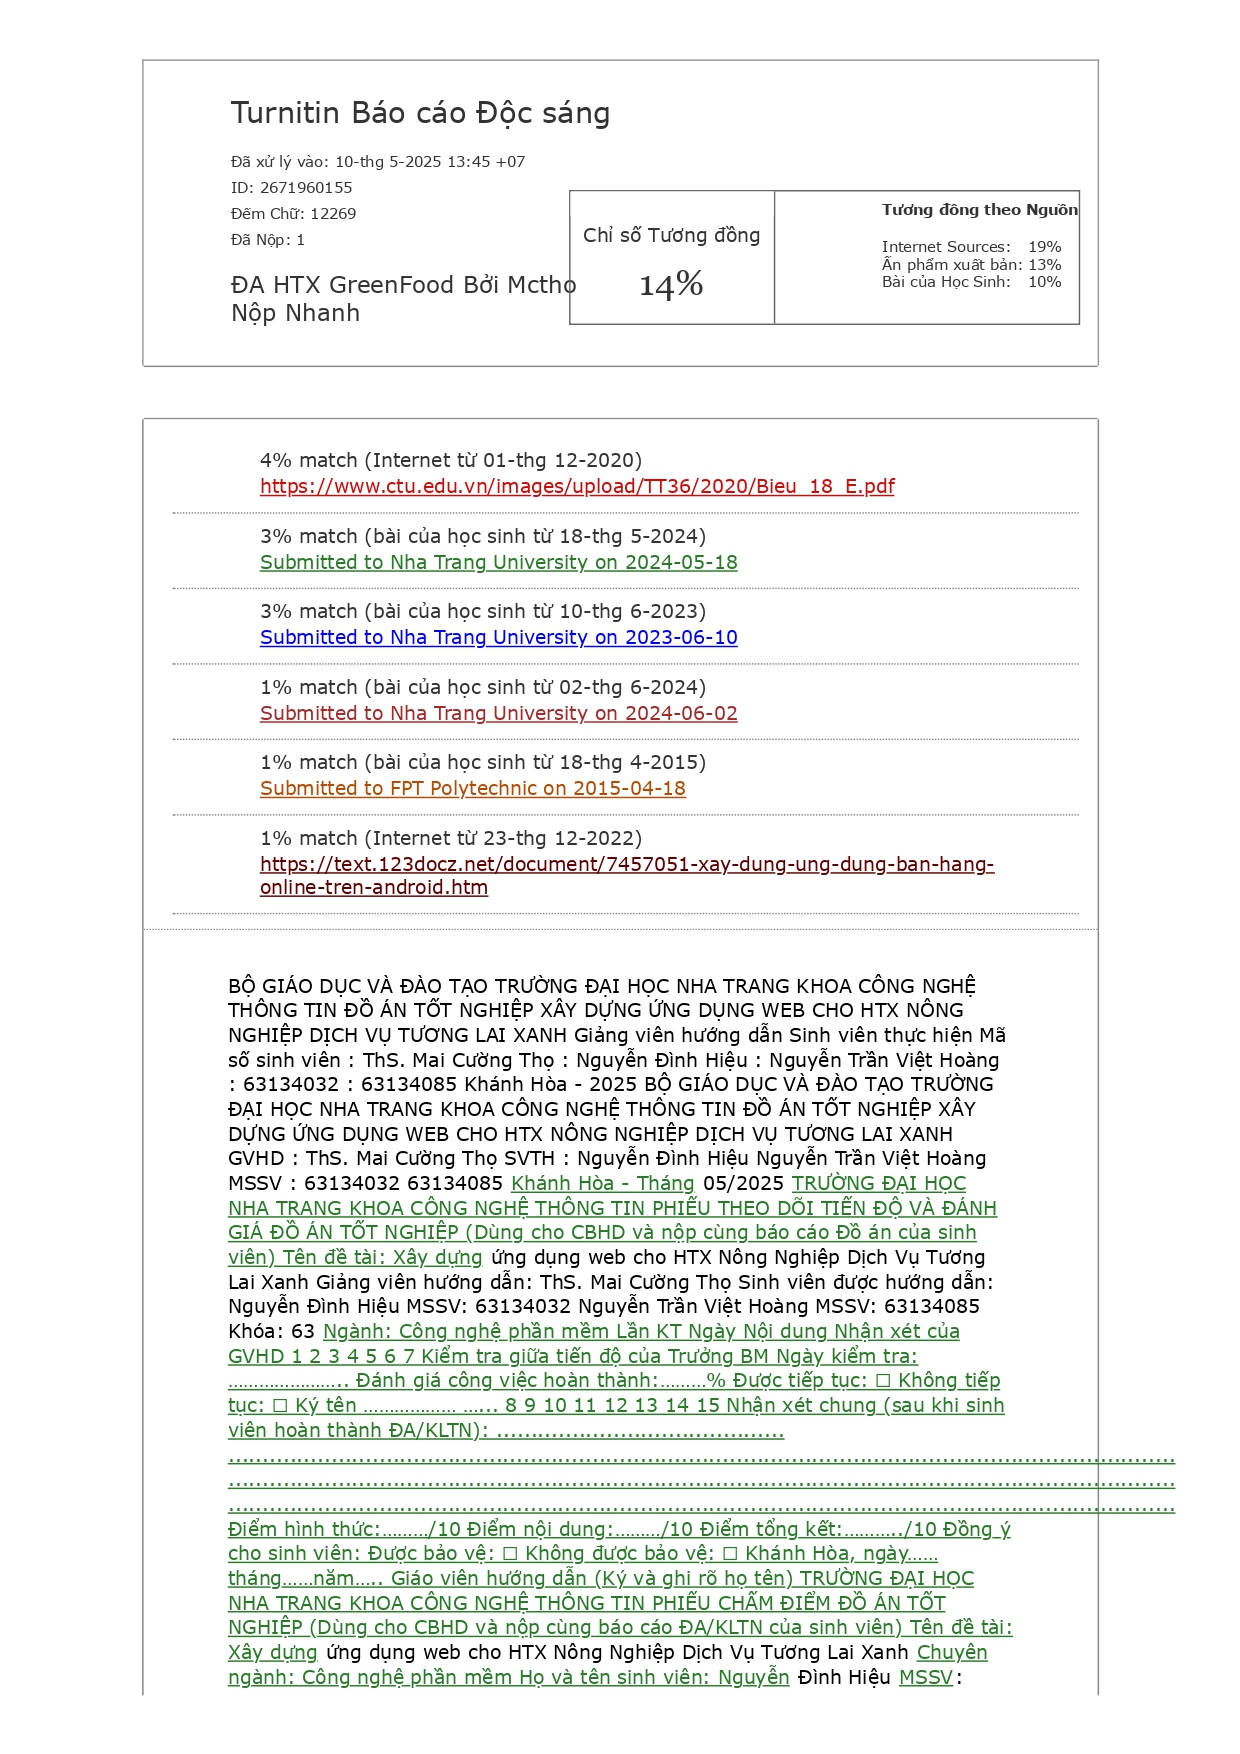 Turnitin Báo cáo Độc sáng
Đã xử lý vào: 10-thg 5-2025 13:45 +07
ID: 2671960155
Đếm Chữ: 12269
Đã Nộp: 1
ĐA HTX GreenFood Bởi Mctho
Nộp Nhanh
Chỉ số Tương đồng
14%
Tương đồng theo Nguồn
Internet Sources: 19%
Ấn phẩm xuất bản: 13%
Bài của Học Sinh: 10%
4% match (Internet từ 01-thg 12-2020)
https://www.ctu.edu.vn/images/upload/TT36/2020/Bieu_18_E.pdf
3% match (bài của học sinh từ 18-thg 5-2024)
Submitted to Nha Trang University on 2024-05-18
3% match (bài của học sinh từ 10-thg 6-2023)
Submitted to Nha Trang University on 2023-06-10
1% match (bài của học sinh từ 02-thg 6-2024)
Submitted to Nha Trang University on 2024-06-02
1% match (bài của học sinh từ 18-thg 4-2015)
Submitted to FPT Polytechnic on 2015-04-18
1% match (Internet từ 23-thg 12-2022)
https://text.123docz.net/document/7457051-xay-dung-ung-dung-ban-hang-
online-tren-android.htm
BỘ GIÁO DỤC VÀ ĐÀO TẠO TRƯỜNG ĐẠI HỌC NHA TRANG KHOA CÔNG NGHỆ
THÔNG TIN ĐỒ ÁN TỐT NGHIỆP XÂY DỰNG ỨNG DỤNG WEB CHO HTX NÔNG
NGHIỆP DỊCH VỤ TƯƠNG LAI XANH Giảng viên hướng dẫn Sinh viên thực hiện Mã
số sinh viên : ThS. Mai Cường Thọ : Nguyễn Đình Hiệu : Nguyễn Trần Việt Hoàng
: 63134032 : 63134085 Khánh Hòa - 2025 BỘ GIÁO DỤC VÀ ĐÀO TẠO TRƯỜNG
ĐẠI HỌC NHA TRANG KHOA CÔNG NGHỆ THÔNG TIN ĐỒ ÁN TỐT NGHIỆP XÂY
DỰNG ỨNG DỤNG WEB CHO HTX NÔNG NGHIỆP DỊCH VỤ TƯƠNG LAI XANH
GVHD : ThS. Mai Cường Thọ SVTH : Nguyễn Đình Hiệu Nguyễn Trần Việt Hoàng
MSSV : 63134032 63134085 Khánh Hòa - Tháng 05/2025 TRƯỜNG ĐẠI HỌC
NHA TRANG KHOA CÔNG NGHỆ THÔNG TIN PHIẾU THEO DÕI TIẾN ĐỘ VÀ ĐÁNH
GIÁ ĐỒ ÁN TỐT NGHIỆP (Dùng cho CBHD và nộp cùng báo cáo Đồ án của sinh
viên) Tên đề tài: Xây dựng ứng dụng web cho HTX Nông Nghiệp Dịch Vụ Tương
Lai Xanh Giảng viên hướng dẫn: ThS. Mai Cường Thọ Sinh viên được hướng dẫn:
Nguyễn Đình Hiệu MSSV: 63134032 Nguyễn Trần Việt Hoàng MSSV: 63134085
Khóa: 63 Ngành: Công nghệ phần mềm Lần KT Ngày Nội dung Nhận xét của
GVHD 1 2 3 4 5 6 7 Kiểm tra giữa tiến độ của Trưởng BM Ngày kiểm tra:
………………….. Đánh giá công việc hoàn thành:………% Được tiếp tục: ☐ Không tiếp
tục: ☐ Ký tên ……………… …... 8 9 10 11 12 13 14 15 Nhận xét chung (sau khi sinh
viên hoàn thành ĐA/KLTN): ..........................................
..........................................................................................................................................
..........................................................................................................................................
..........................................................................................................................................
Điểm hình thức:………/10 Điểm nội dung:………/10 Điểm tổng kết:………../10 Đồng ý
cho sinh viên: Được bảo vệ: ☐ Không được bảo vệ: ☐ Khánh Hòa, ngày……
tháng……năm….. Giáo viên hướng dẫn (Ký và ghi rõ họ tên) TRƯỜNG ĐẠI HỌC
NHA TRANG KHOA CÔNG NGHỆ THÔNG TIN PHIẾU CHẤM ĐIỂM ĐỒ ÁN TỐT
NGHIỆP (Dùng cho CBHD và nộp cùng báo cáo ĐA/KLTN của sinh viên) Tên đề tài:
Xây dựng ứng dụng web cho HTX Nông Nghiệp Dịch Vụ Tương Lai Xanh Chuyên
ngành: Công nghệ phần mềm Họ và tên sinh viên: Nguyễn Đình Hiệu MSSV: